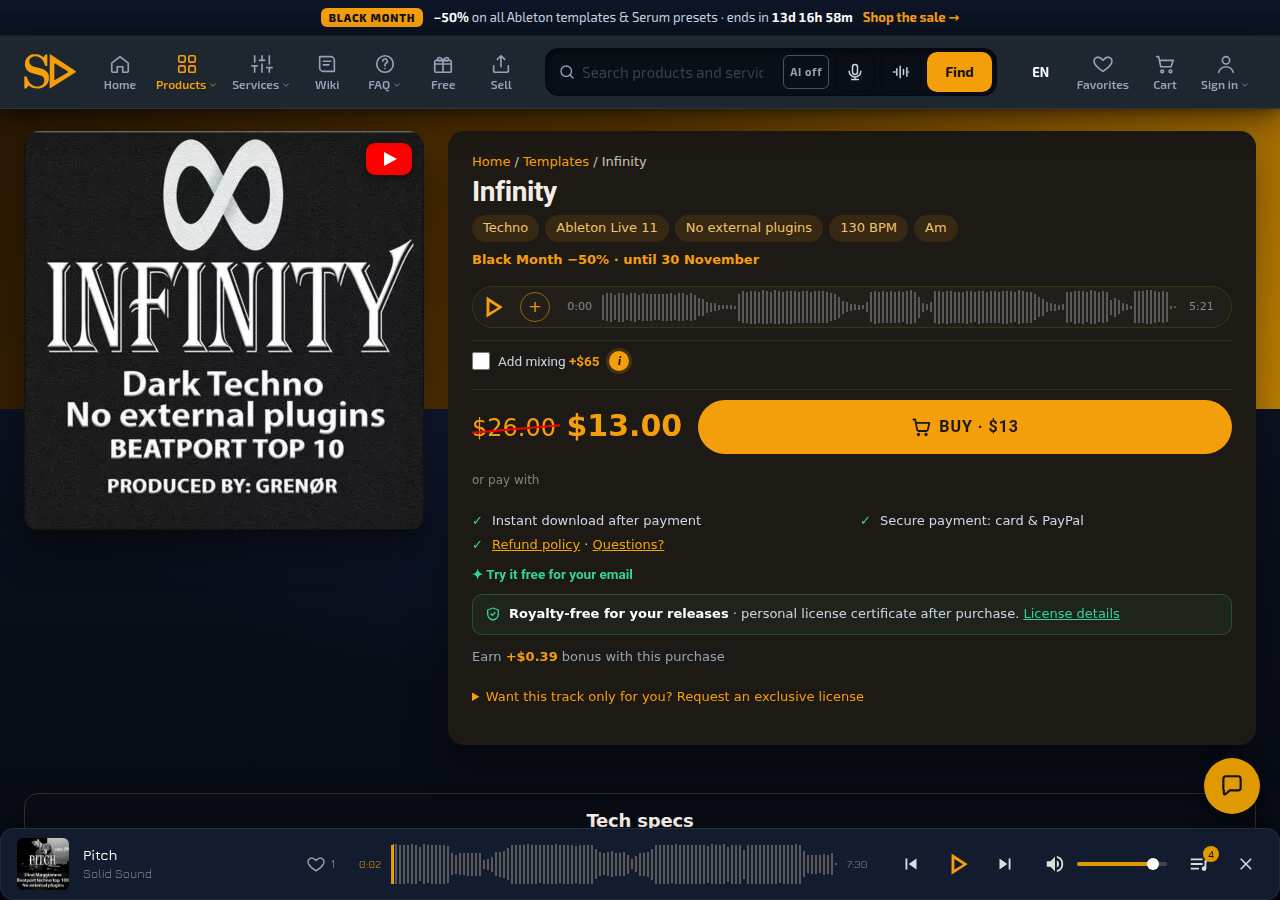 BLACK MONTH −50% on all Ableton templates & Serum presets · ends in 13d 16h 58m Shop the sale →
Home Products Services Wiki FAQ Free Sell
Search products and servic AI off Find EN Favorites Cart Sign in
INFINITY
Dark Techno
No external plugins
BEATPORT TOP 10
PRODUCED BY: GRENØR
Home / Templates / Infinity
Infinity
Techno Ableton Live 11 No external plugins 130 BPM Am
Black Month −50% · until 30 November
0:00 5:21
Add mixing +$65 i
$26.00 $13.00 BUY · $13
or pay with
✓ Instant download after payment ✓ Secure payment: card & PayPal
✓ Refund policy · Questions?
✦ Try it free for your email
Royalty-free for your releases · personal license certificate after purchase. License details
Earn +$0.39 bonus with this purchase
Want this track only for you? Request an exclusive license
Tech specs
PITCH
No external plugins
Pitch
Solid Sound
1 0:02 7:30 4